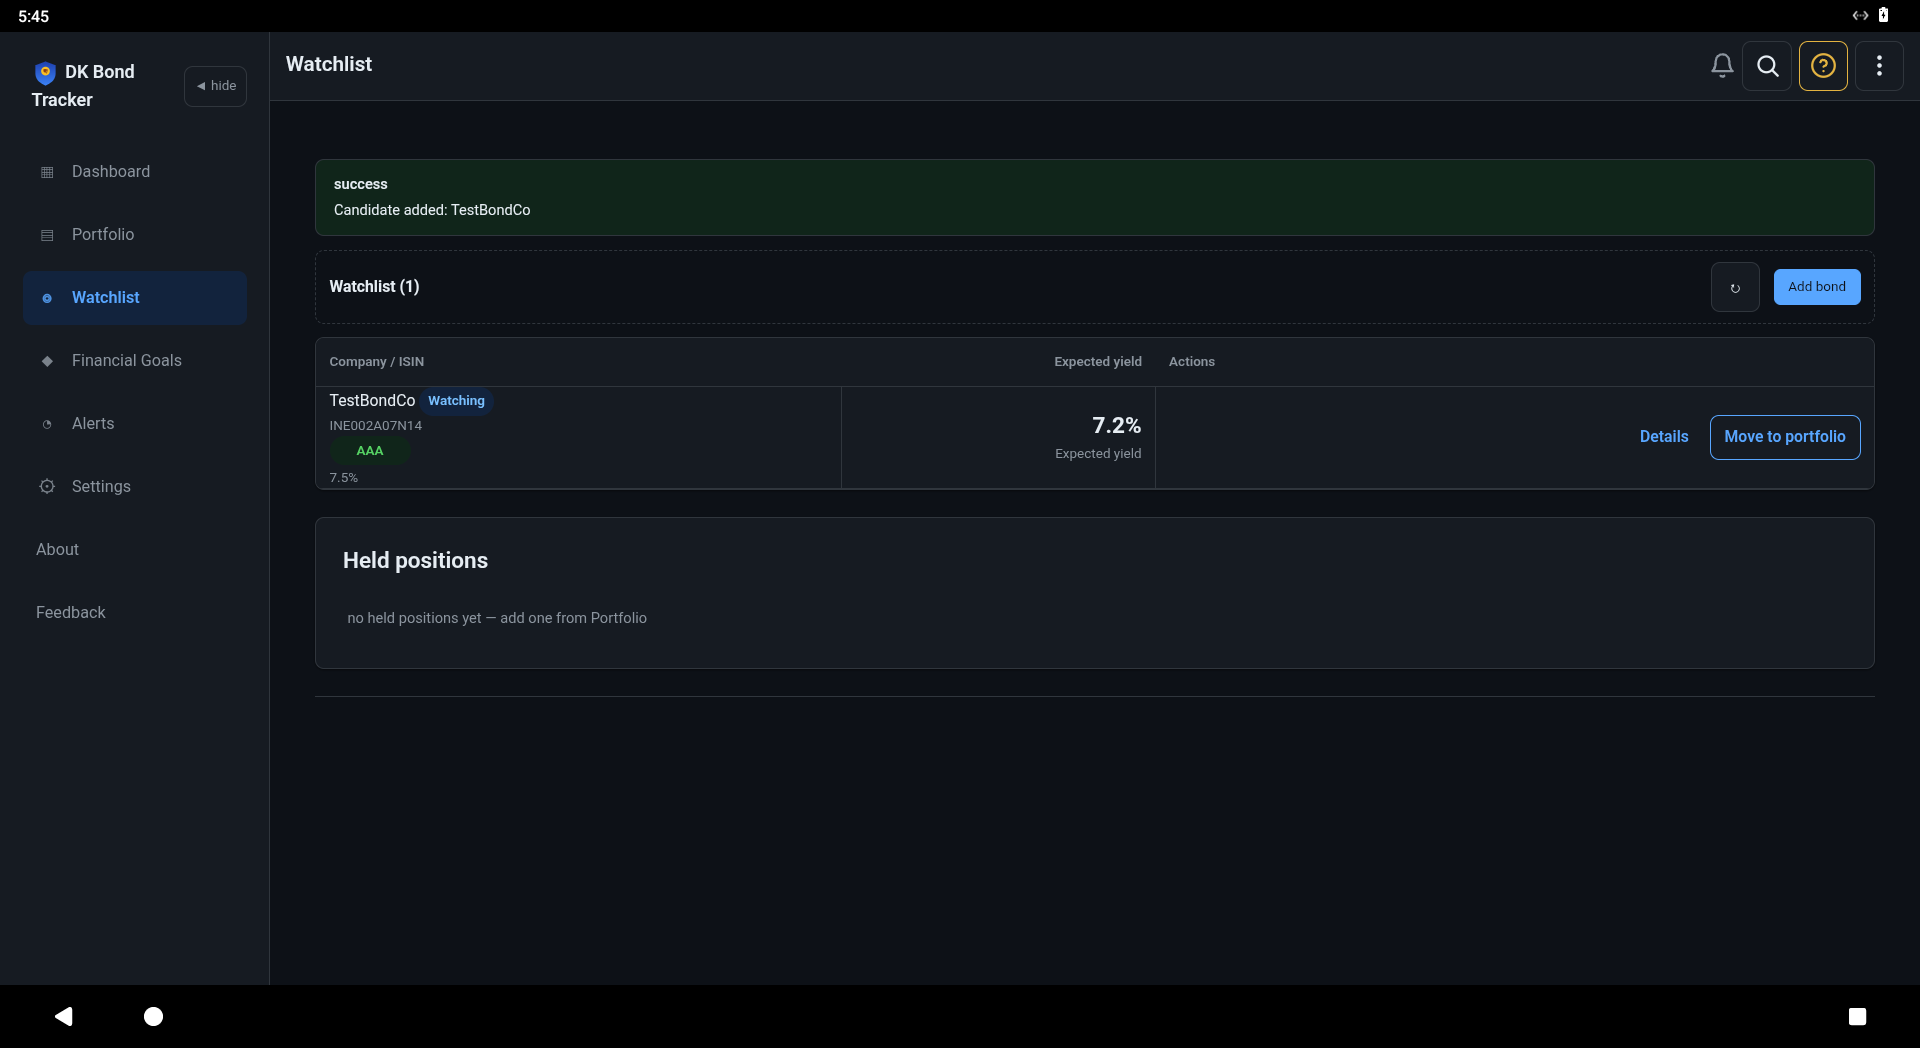 5:45
DK Bond
Tracker
◄ hide
Watchlist
Dashboard
Portfolio
Watchlist
Financial Goals
Alerts
Settings
About
Feedback
success
Candidate added: TestBondCo
Watchlist (1)
Add bond
Company / ISIN Expected yield Actions
TestBondCo Watching
INE002A07N14
AAA
7.5%
7.2%
Expected yield
Details Move to portfolio
Held positions
no held positions yet — add one from Portfolio